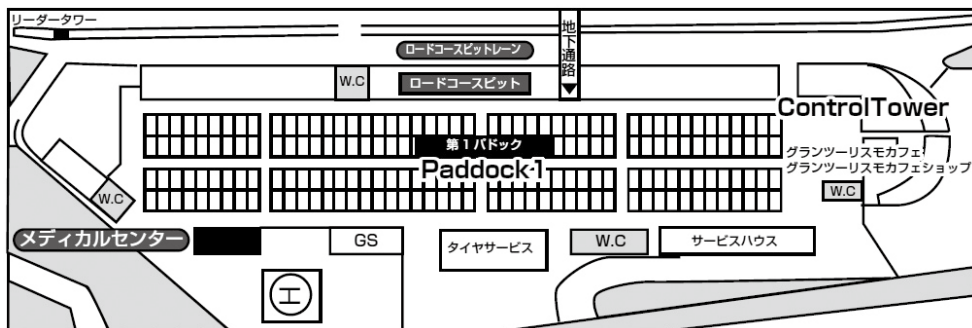 リーダータワー
地下通路
ロードコースピットレーン
W.C
ロードコースピット
ControlTower
第1パドック
Paddock-1
グランツーリスモカフェ
グランツーリスモカフェショップ
W.C
W.C
メディカルセンター
GS
タイヤサービス
W.C
サービスハウス
H